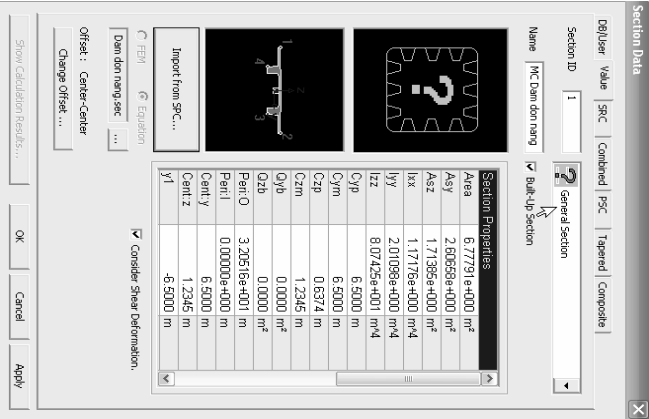 Section Data
DB/User Value SRC Combined PSC Tapered Composite
Section ID 1
General Section
Name MC Dam don nang
Built-Up Section
?
Section Properties
Area 6.77791e+000 m²
Asy 2.60658e+000 m²
Asz 1.71385e+000 m²
Ixx 1.17176e+000 m^4
Iyy 2.01098e+000 m^4
Izz 8.07425e+001 m^4
Cyp 6.5000 m
Cym 6.5000 m
Czp 0.6374 m
Czm 1.2345 m
Qyb 0.0000 m²
Qzb 0.0000 m²
Peri:O 3.20516e+001 m
Peri:I 0.00000e+000 m
Cent:y 6.5000 m
Cent:z 1.2345 m
y1 -6.5000 m
1
2
3
4
z
Import from SPC...
FEM Equation
Dam don nang.sec ...
Consider Shear Deformation.
Offset : Center-Center
Change Offset ...
Show Calculation Results...
OK Cancel Apply